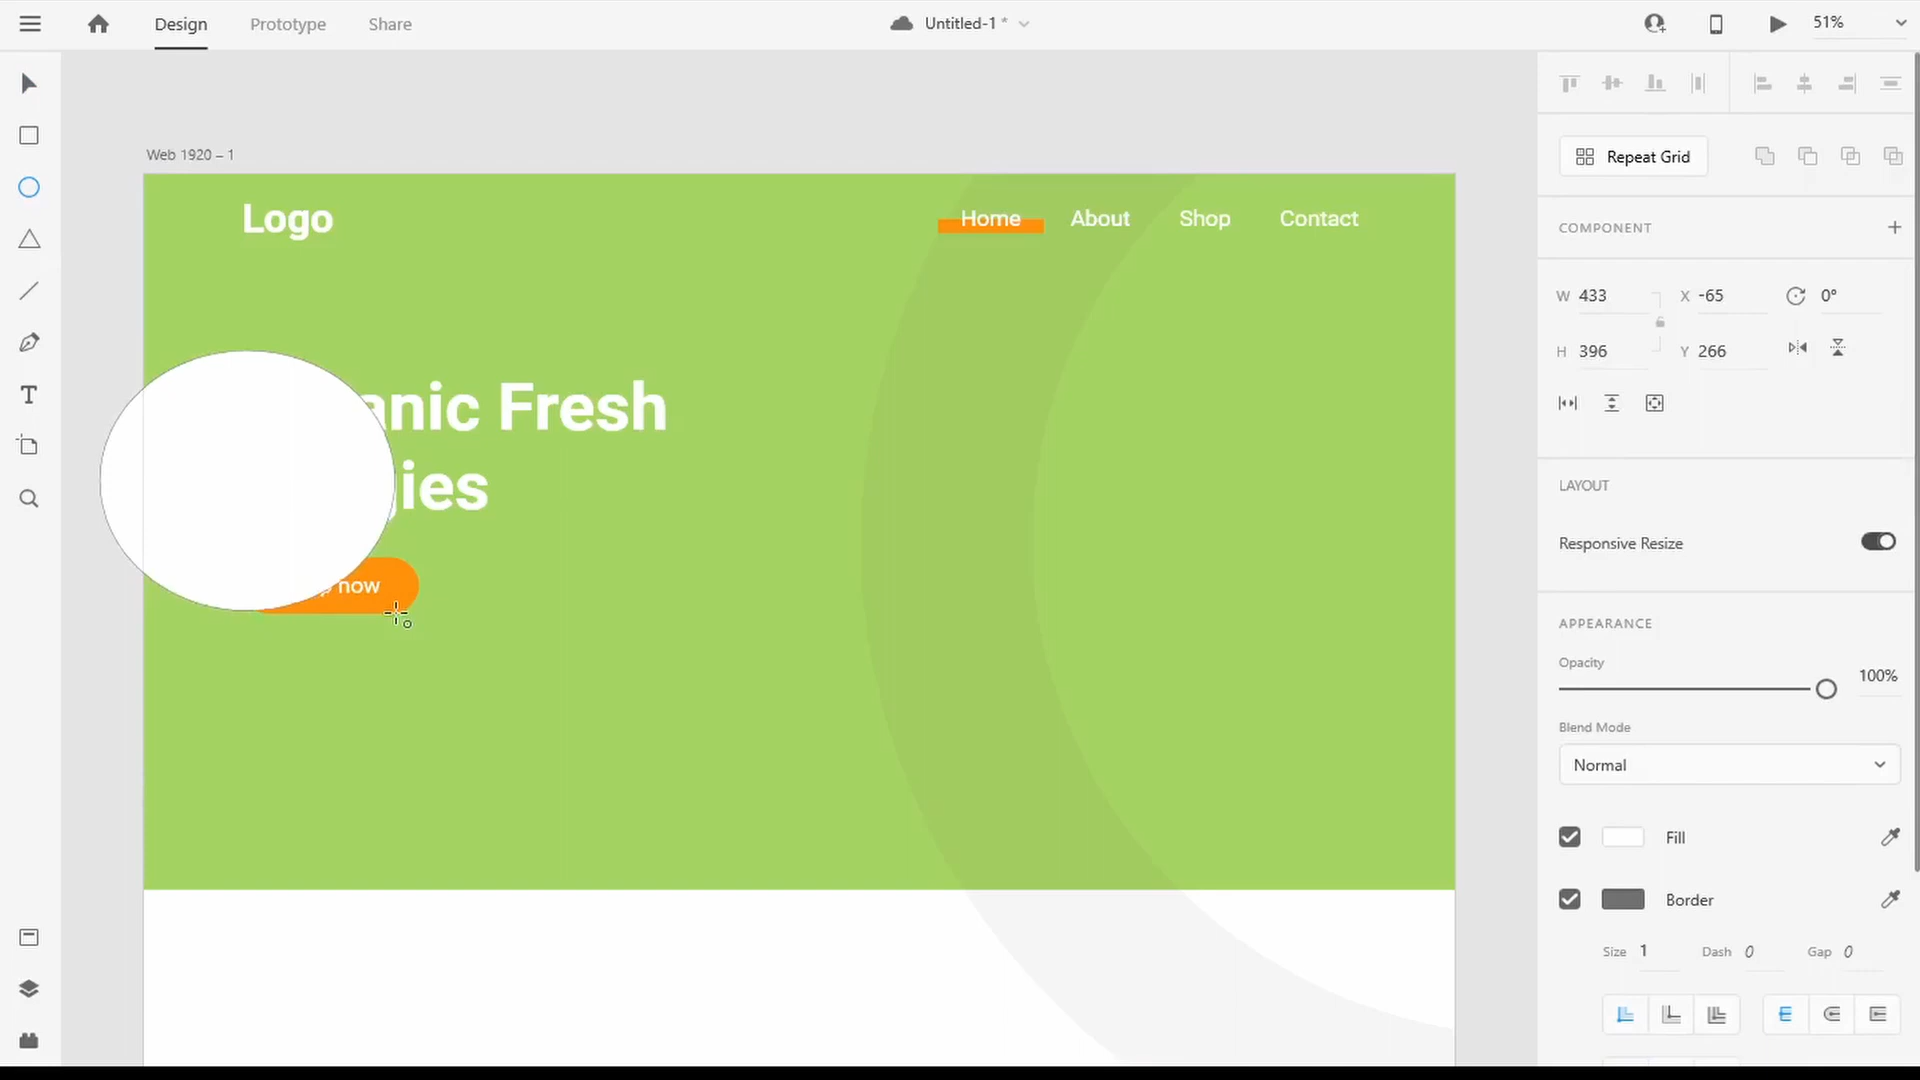 Design Prototype Share
Untitled-1 *
51%
Web 1920 – 1
Logo
Home About Shop Contact
anic Fresh
gies
now
Repeat Grid
COMPONENT
W 433 X -65 0°
H 396 Y 266
LAYOUT
Responsive Resize
APPEARANCE
Opacity
100%
Blend Mode
Normal
Fill
Border
Size 1 Dash 0 Gap 0
T